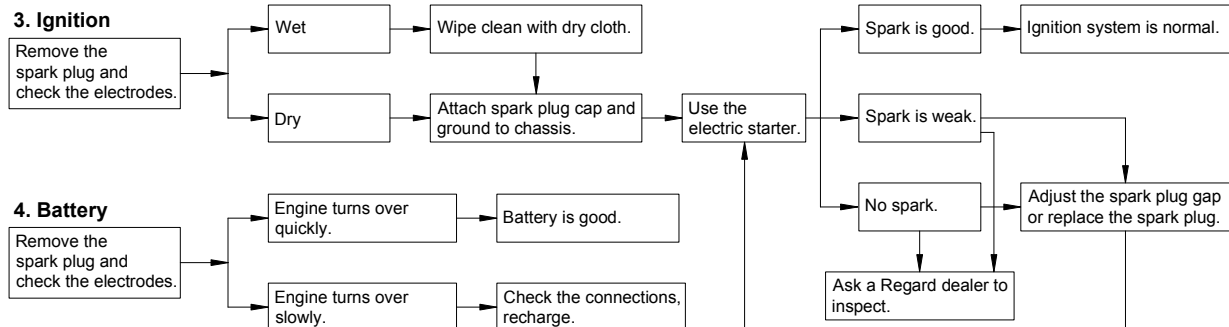 3. Ignition
Remove the
spark plug and
check the electrodes.
Wet
Wipe clean with dry cloth.
Dry
Attach spark plug cap and
ground to chassis.
Use the
electric starter.
Spark is good.
Ignition system is normal.
Spark is weak.
No spark.
Adjust the spark plug gap
or replace the spark plug.
Ask a Regard dealer to
inspect.
4. Battery
Remove the
spark plug and
check the electrodes.
Engine turns over
quickly.
Battery is good.
Engine turns over
slowly.
Check the connections,
recharge.